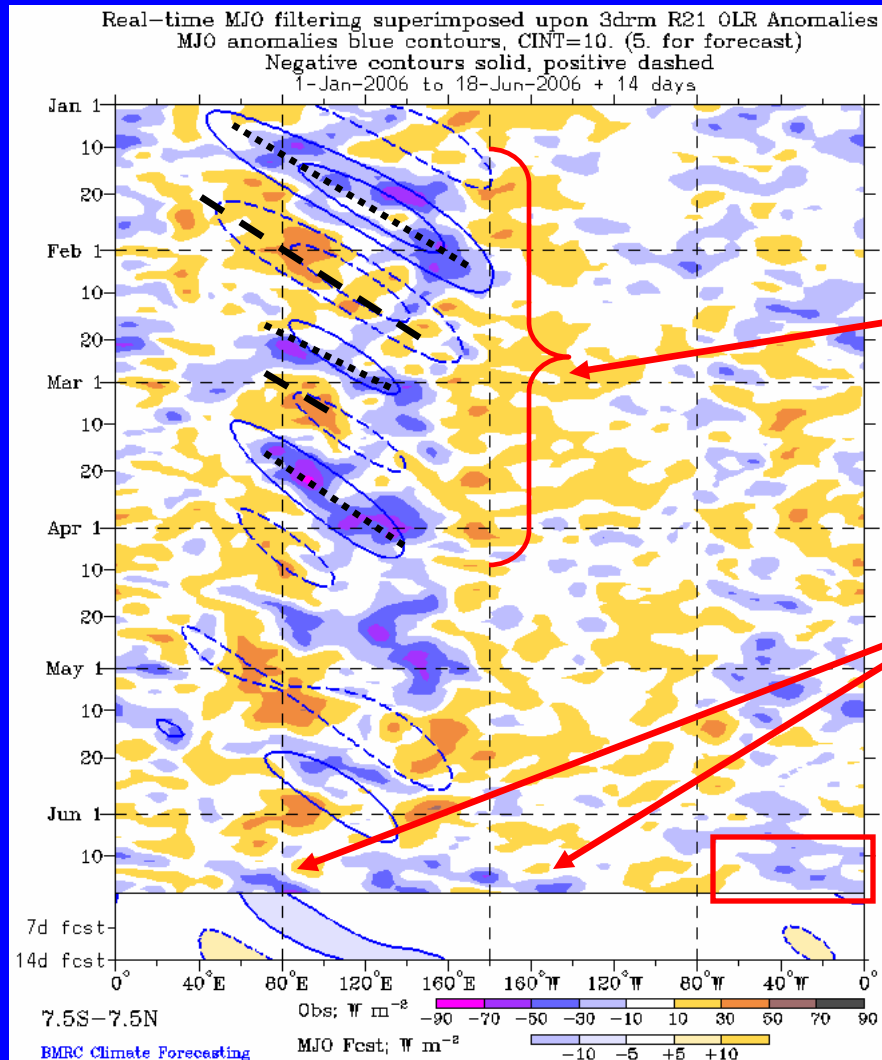 Real-time MJO filtering superimposed upon 3drm R21 OLR Anomalies
MJO anomalies blue contours, CINT=10. (5. for forecast)
Negative contours solid, positive dashed
1-Jan-2006 to 18-Jun-2006 + 14 days
Jan 1
10
20
Feb 1
10
20
Mar 1
10
20
Apr 1
10
20
May 1
10
20
Jun 1
10
7d fcst
14d fcst
0° 40°E 80°E 120°E 160°E 160°W 120°W 80°W 40°W 0°
7.5S-7.5N
Obs; W m⁻²
-90 -70 -50 -30 -10 10 30 50 70 90
BMRC Climate Forecasting
MJO Fcst; W m⁻²
-10 -5 +5 +10